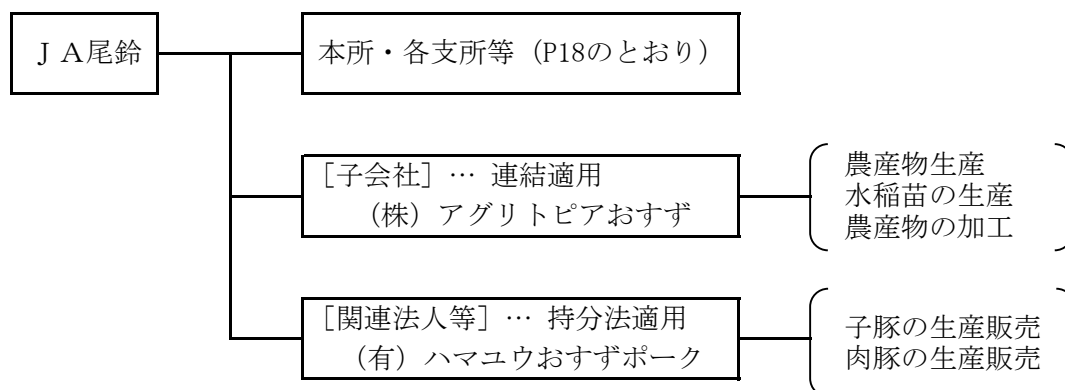 ＪＡ尾鈴
本所・各支所等（P18のとおり）
［子会社］… 連結適用
（株）アグリトピアおすず
農産物生産
水稲苗の生産
農産物の加工
［関連法人等］… 持分法適用
（有）ハマユウおすずポーク
子豚の生産販売
肉豚の生産販売